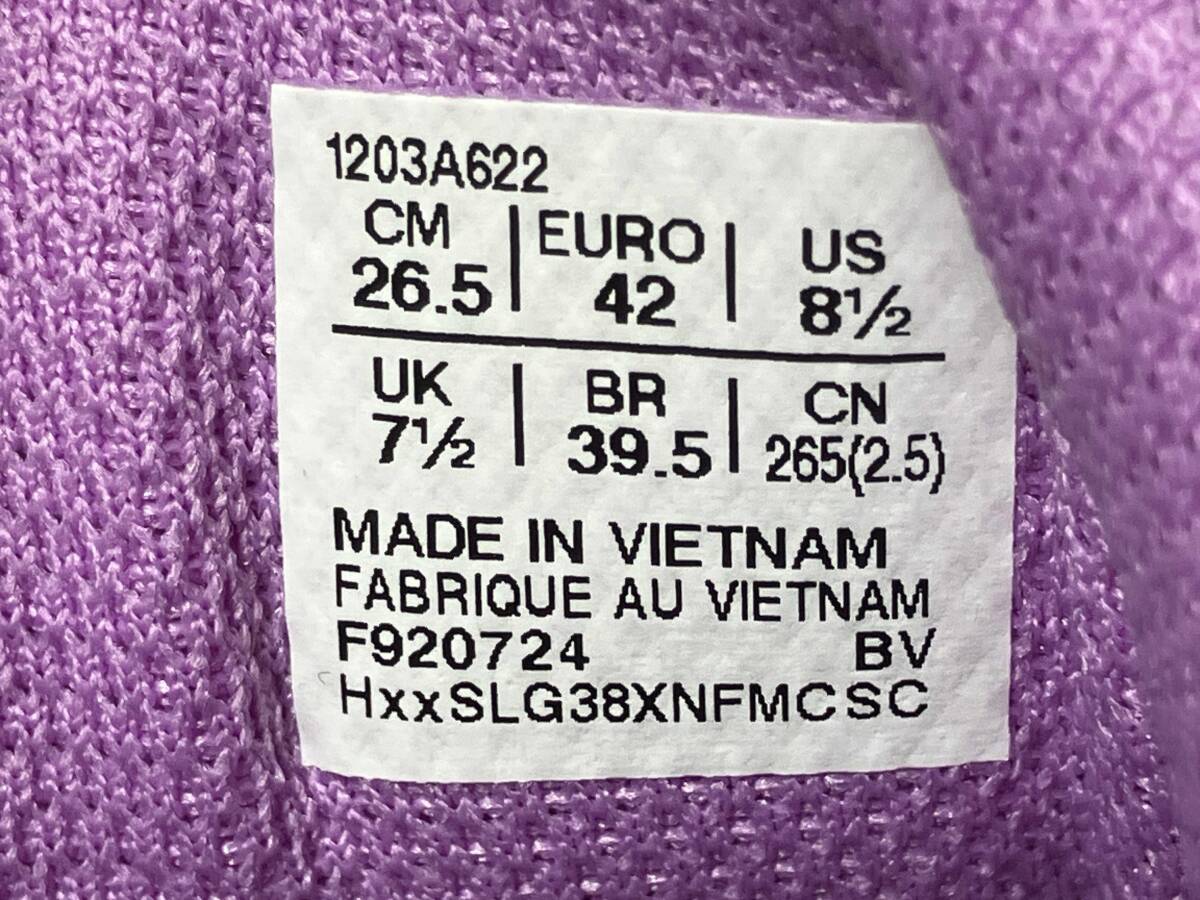 1203A622
CM | EURO | US
26.5 | 42 | 8½
UK | BR | CN
7½ | 39.5 | 265(2.5)
MADE IN VIETNAM
FABRIQUE AU VIETNAM
F920724 BV
HxxSLG38XNFMCSC